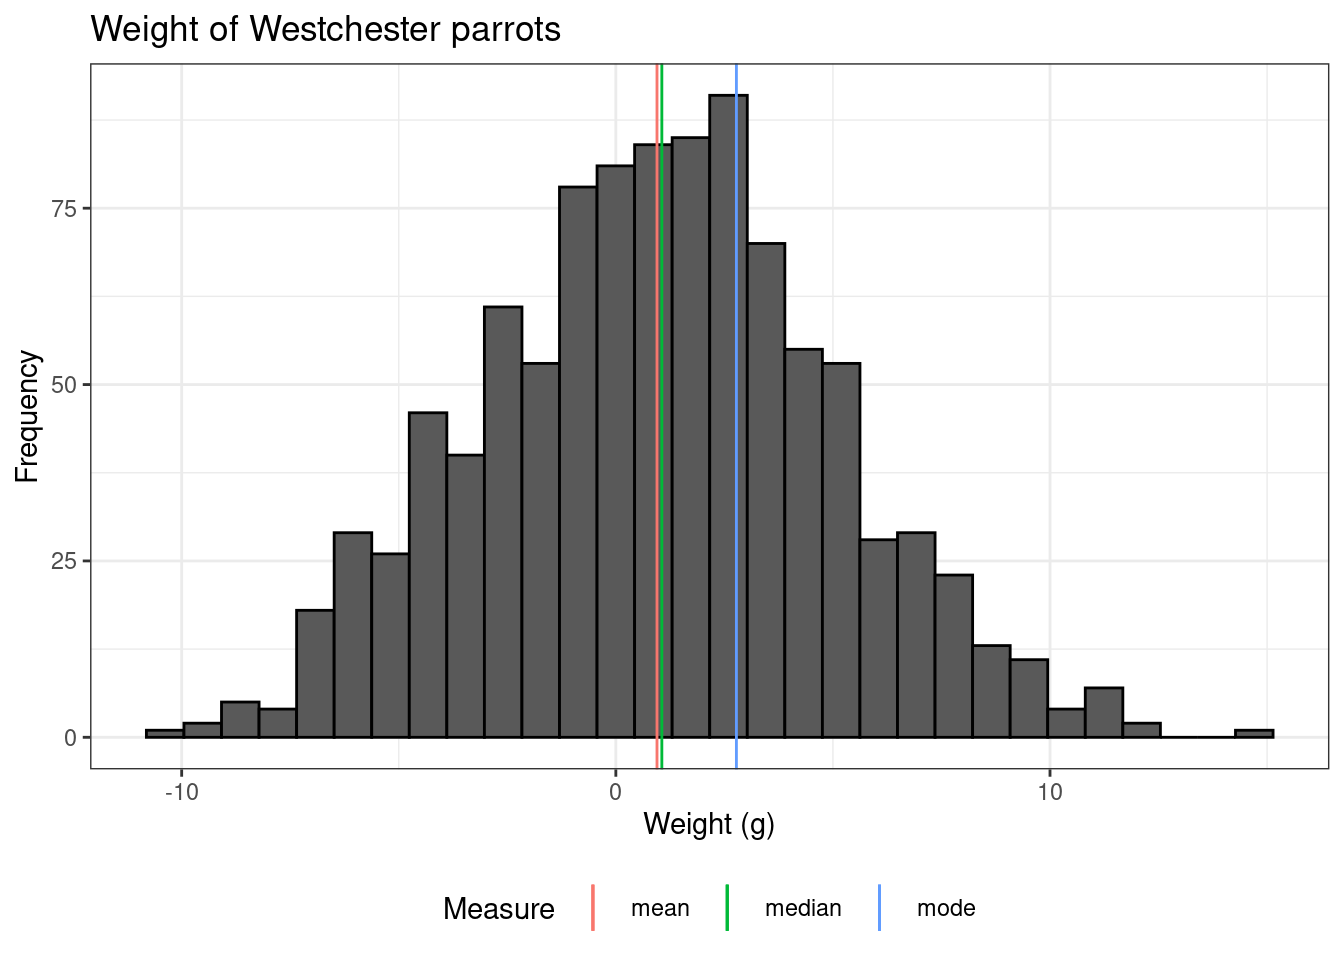 Weight of Westchester parrots
Frequency
75
50
25
0
-10 0 10
Weight (g)
Measure mean median mode